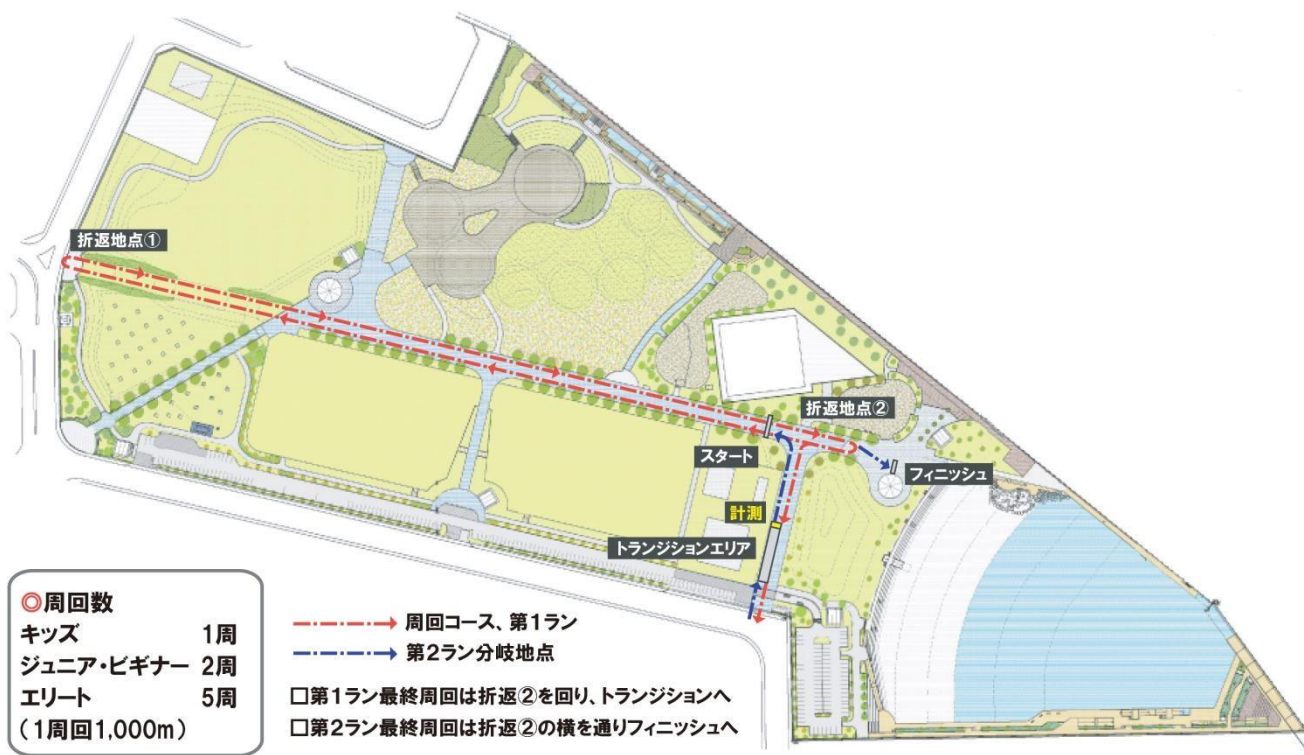 折返地点①
折返地点②
スタート
フィニッシュ
計測
トランジションエリア
◎周回数
キッズ 1周
ジュニア・ビギナー 2周
エリート 5周
(1周回1,000m)
周回コース、第1ラン
第2ラン分岐地点
□第1ラン最終周回は折返②を回り、トランジションへ
□第2ラン最終周回は折返②の横を通りフィニッシュへ